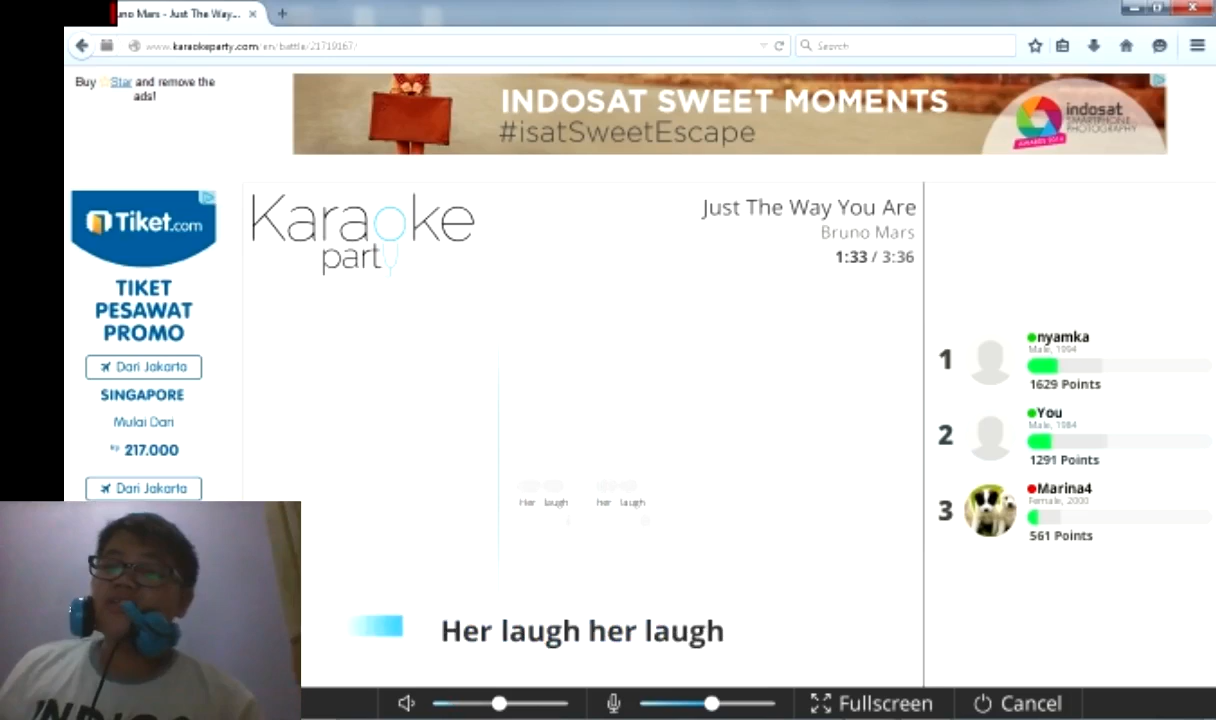 uno Mars - Just The Way...
www.karaokeparty.com/en/battle/21719167/
Search
Buy Star and remove the
ads!
INDOSAT SWEET MOMENTS
#isatSweetEscape
indosat
SMARTPHONE
PHOTOGRAPHY
Tiket.com
TIKET
PESAWAT
PROMO
Dari Jakarta
SINGAPORE
Mulai Dari
Rp 217.000
Dari Jakarta
Karaoke
party
Just The Way You Are
Bruno Mars
1:33 / 3:36
1
nyamka
Male, 1994
1629 Points
2
You
Male, 1984
1291 Points
3
Marina4
Female, 2000
561 Points
Her laugh her laugh
Her laugh her laugh
Fullscreen
Cancel